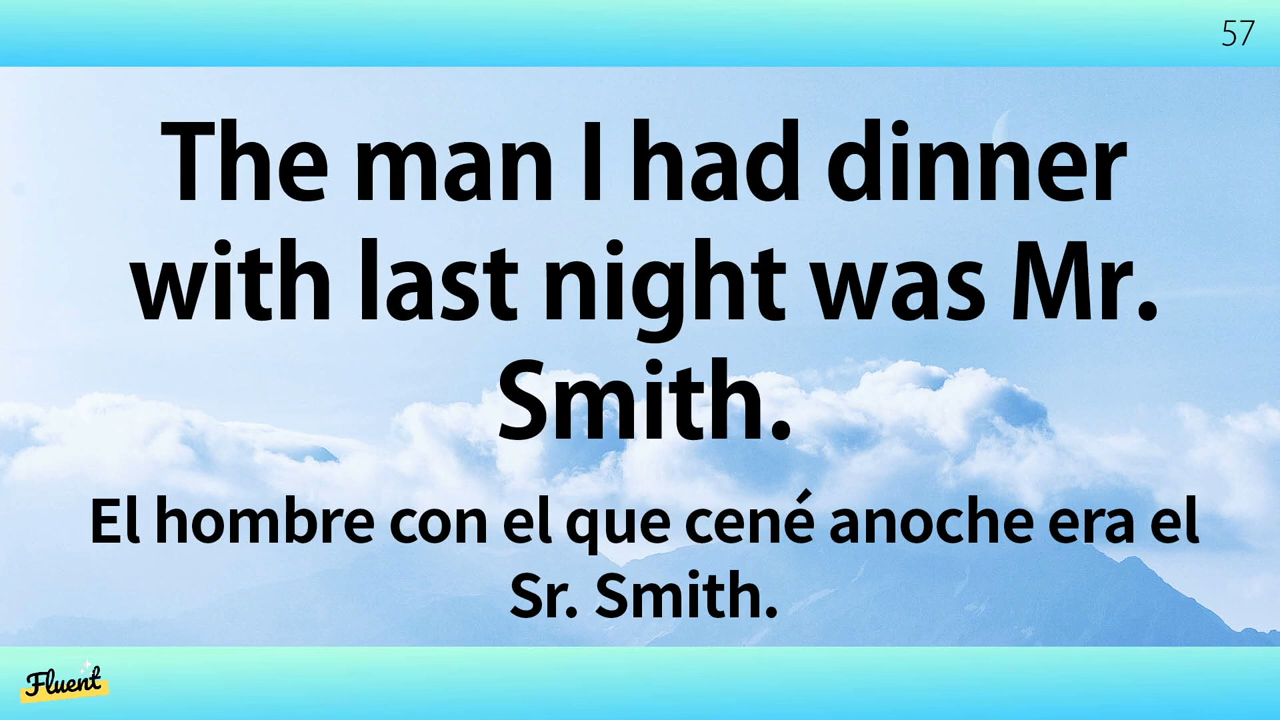 57
The man I had dinner
with last night was Mr.
Smith.
El hombre con el que cené anoche era el
Sr. Smith.
Fluent